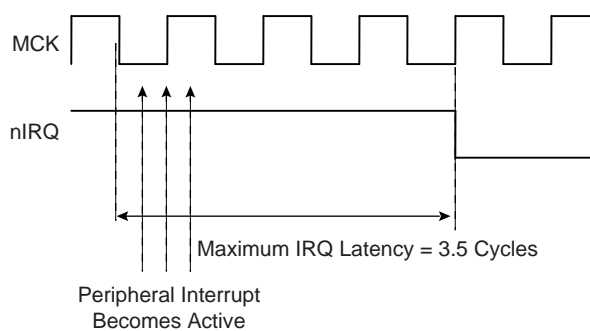 MCK
nIRQ
Maximum IRQ Latency = 3.5 Cycles
Peripheral Interrupt
Becomes Active